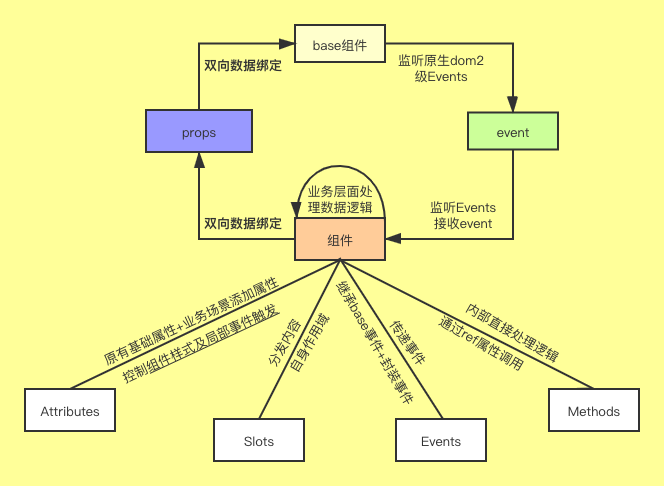 base组件
双向数据绑定
监听原生dom2
级Events
props
event
业务层面处
理数据逻辑
双向数据绑定
监听Events
接收event
组件
原有基础属性+业务场景添加属性
控制组件样式及局部事件触发
分发内容
自身作用域
继承base事件+封装事件
传递事件
内部直接处理逻辑
通过ref属性调用
Attributes
Slots
Events
Methods